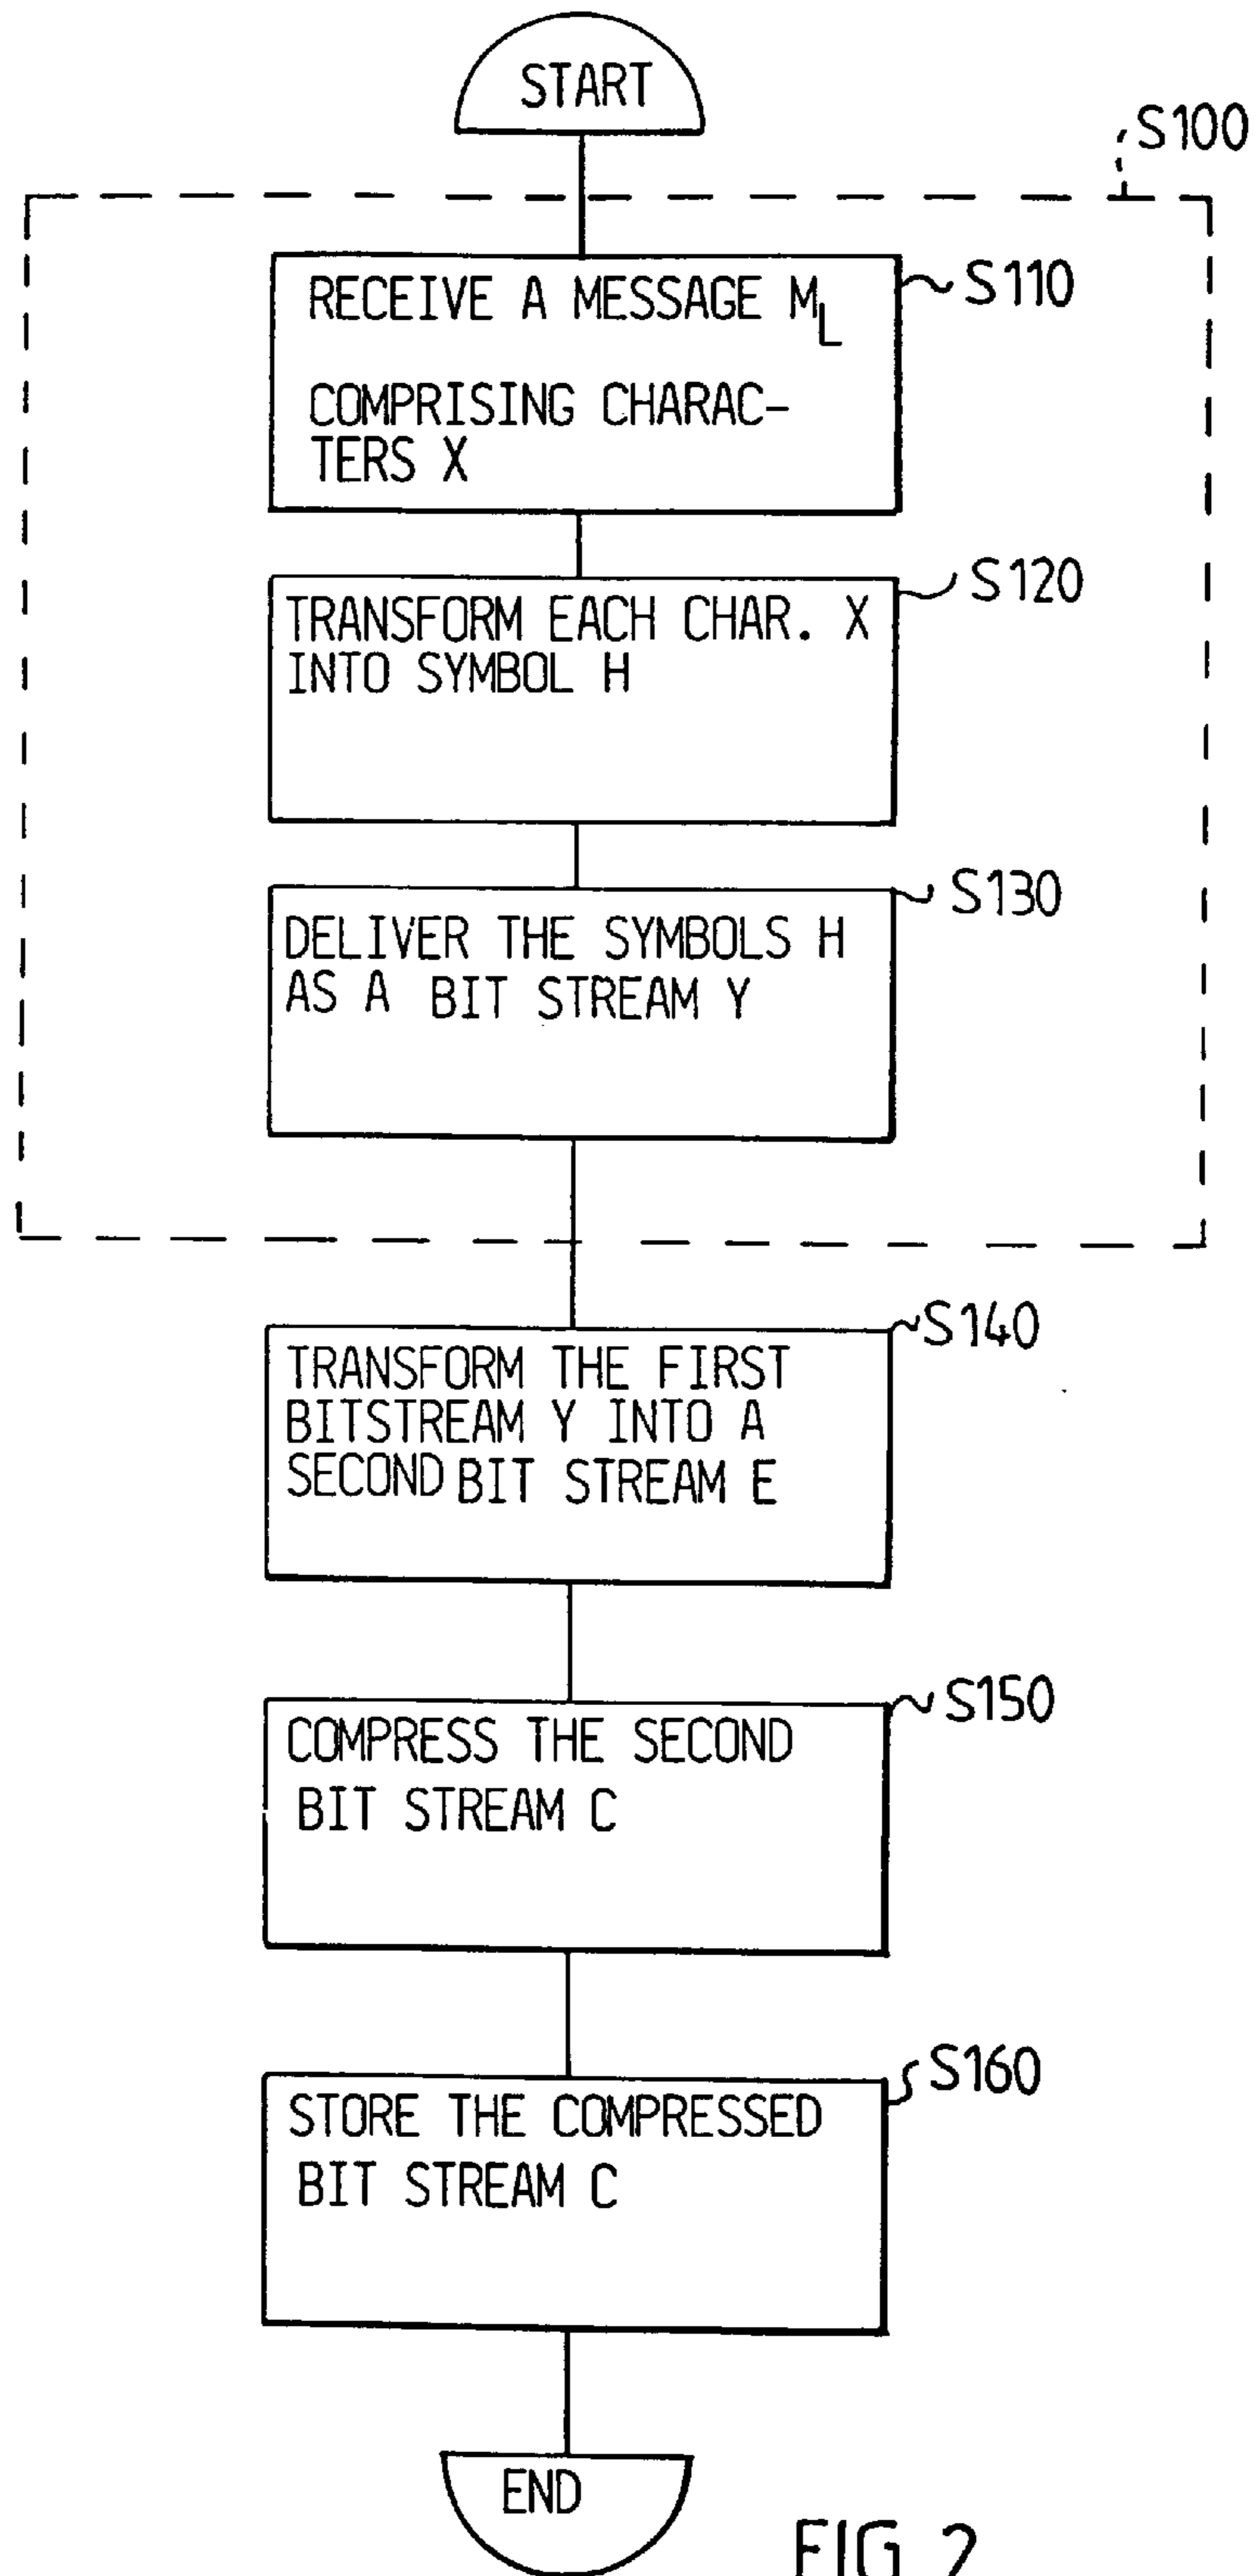 START
S100
RECEIVE A MESSAGE M_L
S110
COMPRISING CHARAC-
TERS X
TRANSFORM EACH CHAR. X
S120
INTO SYMBOL H
S130
DELIVER THE SYMBOLS H
AS A BIT STREAM Y
S140
TRANSFORM THE FIRST
BITSTREAM Y INTO A
SECOND BIT STREAM E
S150
COMPRESS THE SECOND
BIT STREAM C
S160
STORE THE COMPRESSED
BIT STREAM C
END
FIG 2